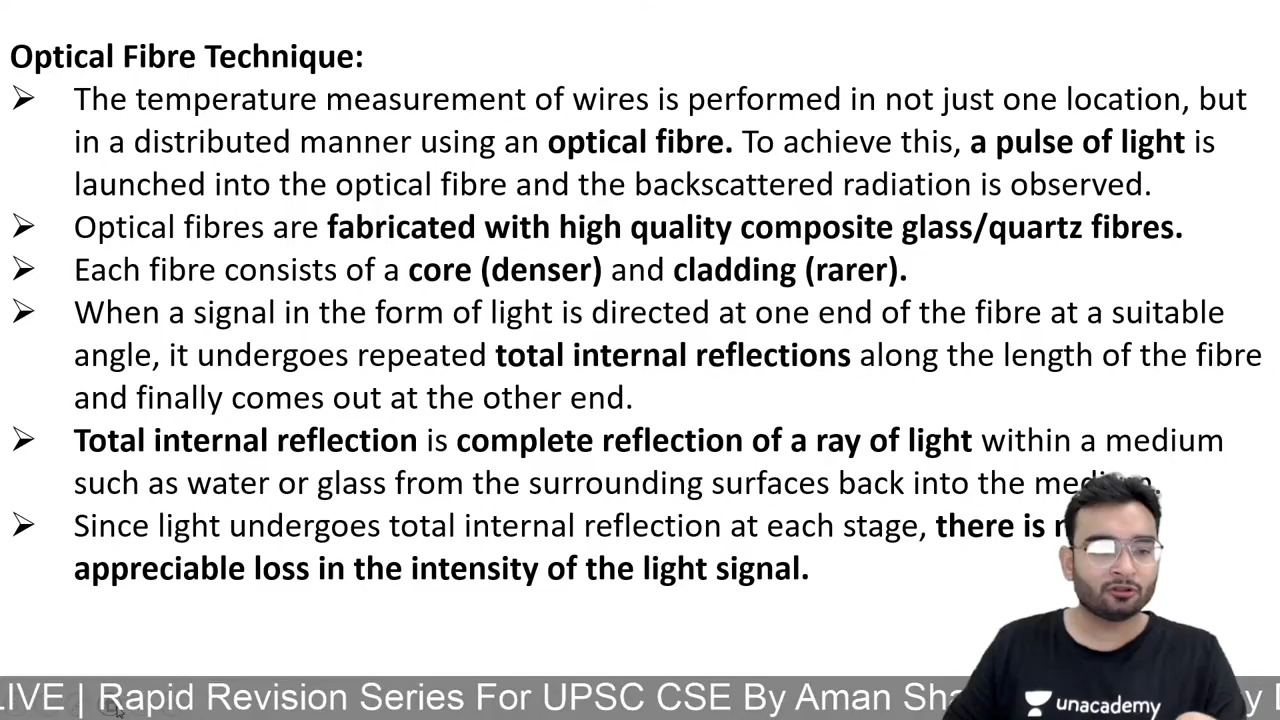 Optical Fibre Technique:
➢ The temperature measurement of wires is performed in not just one location, but
in a distributed manner using an optical fibre. To achieve this, a pulse of light is
launched into the optical fibre and the backscattered radiation is observed.
➢ Optical fibres are fabricated with high quality composite glass/quartz fibres.
➢ Each fibre consists of a core (denser) and cladding (rarer).
➢ When a signal in the form of light is directed at one end of the fibre at a suitable
angle, it undergoes repeated total internal reflections along the length of the fibre
and finally comes out at the other end.
➢ Total internal reflection is complete reflection of a ray of light within a medium
such as water or glass from the surrounding surfaces back into the
➢ Since light undergoes total internal reflection at each stage, there is
appreciable loss in the intensity of the light signal.
unacademy
LIVE | Rapid Revision Series For UPSC CSE By Aman